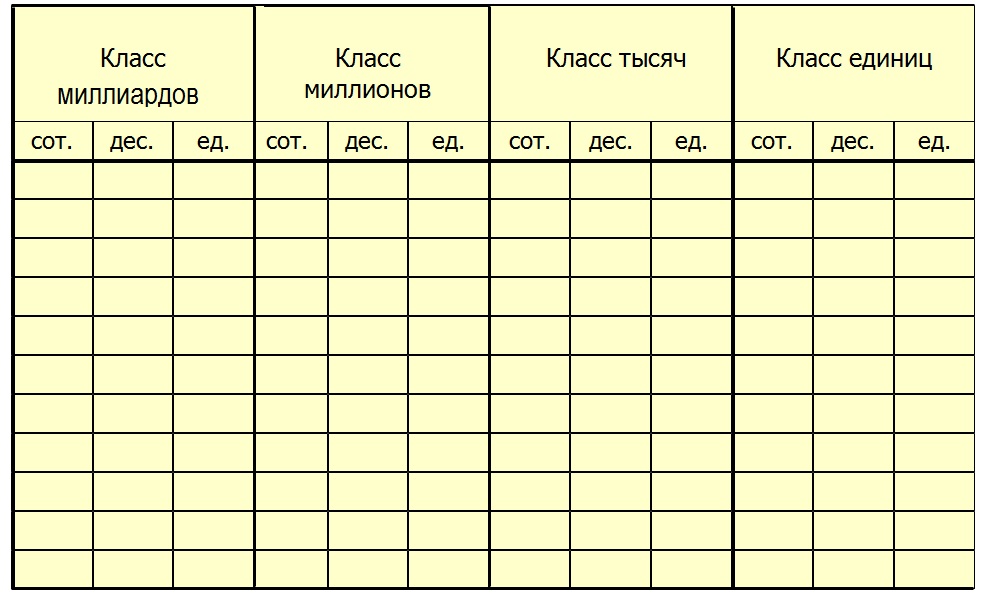 Класс
миллиардов
Класс
миллионов
Класс тысяч
Класс единиц
сот. дес. ед. сот. дес. ед. сот. дес. ед. сот. дес. ед.